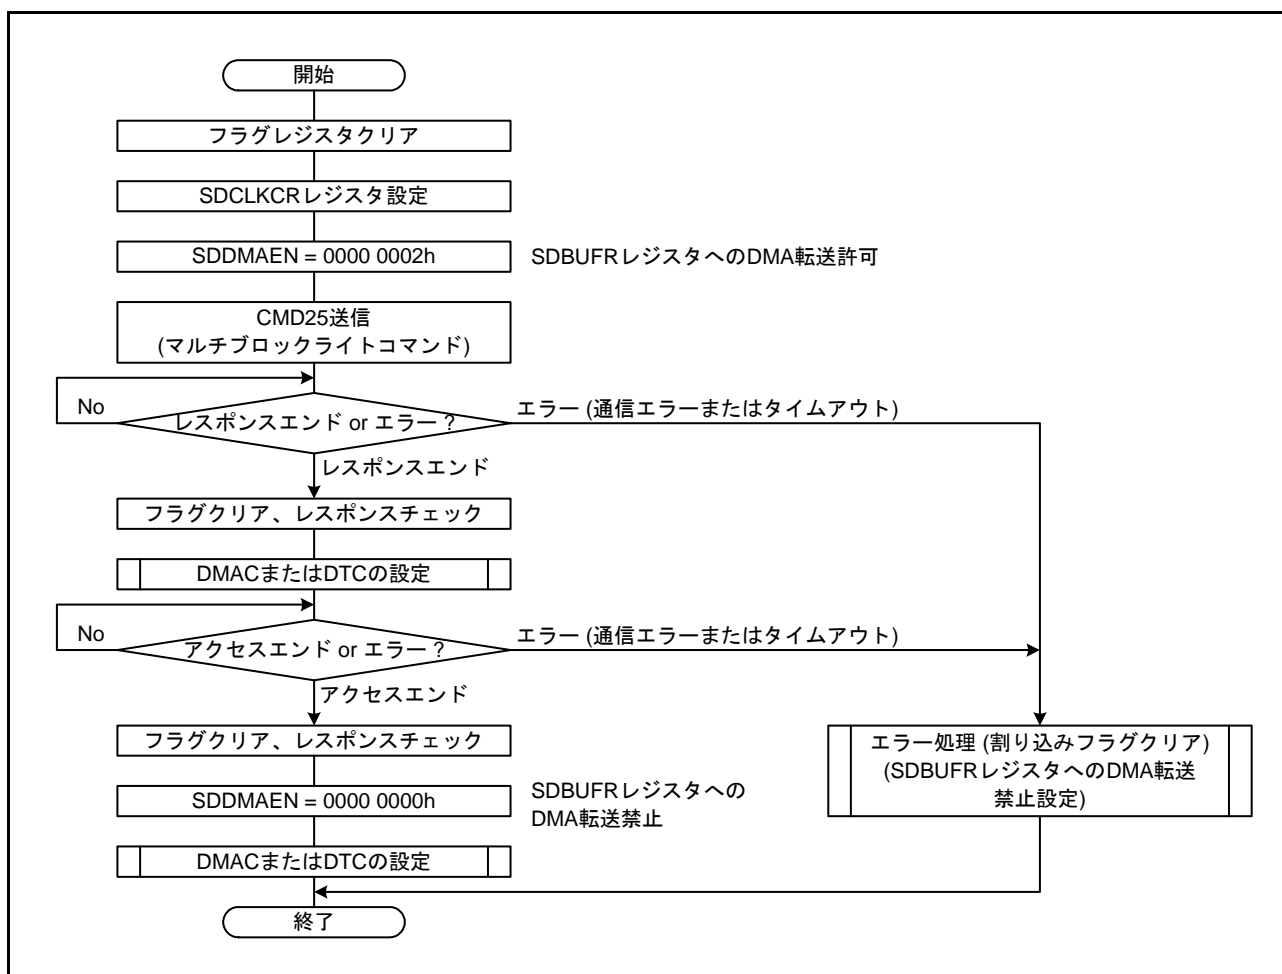 開始
フラグレジスタクリア
SDCLKCRレジスタ設定
SDDMAEN = 0000 0002h
SDBUFRレジスタへのDMA転送許可
CMD25送信
(マルチブロックライトコマンド)
No
レスポンスエンド or エラー ?
エラー (通信エラーまたはタイムアウト)
レスポンスエンド
フラグクリア、レスポンスチェック
DMACまたはDTCの設定
No
アクセスエンド or エラー ?
エラー (通信エラーまたはタイムアウト)
アクセスエンド
フラグクリア、レスポンスチェック
エラー処理 (割り込みフラグクリア)
(SDBUFRレジスタへのDMA転送
禁止設定)
SDDMAEN = 0000 0000h
SDBUFRレジスタへの
DMA転送禁止
DMACまたはDTCの設定
終了